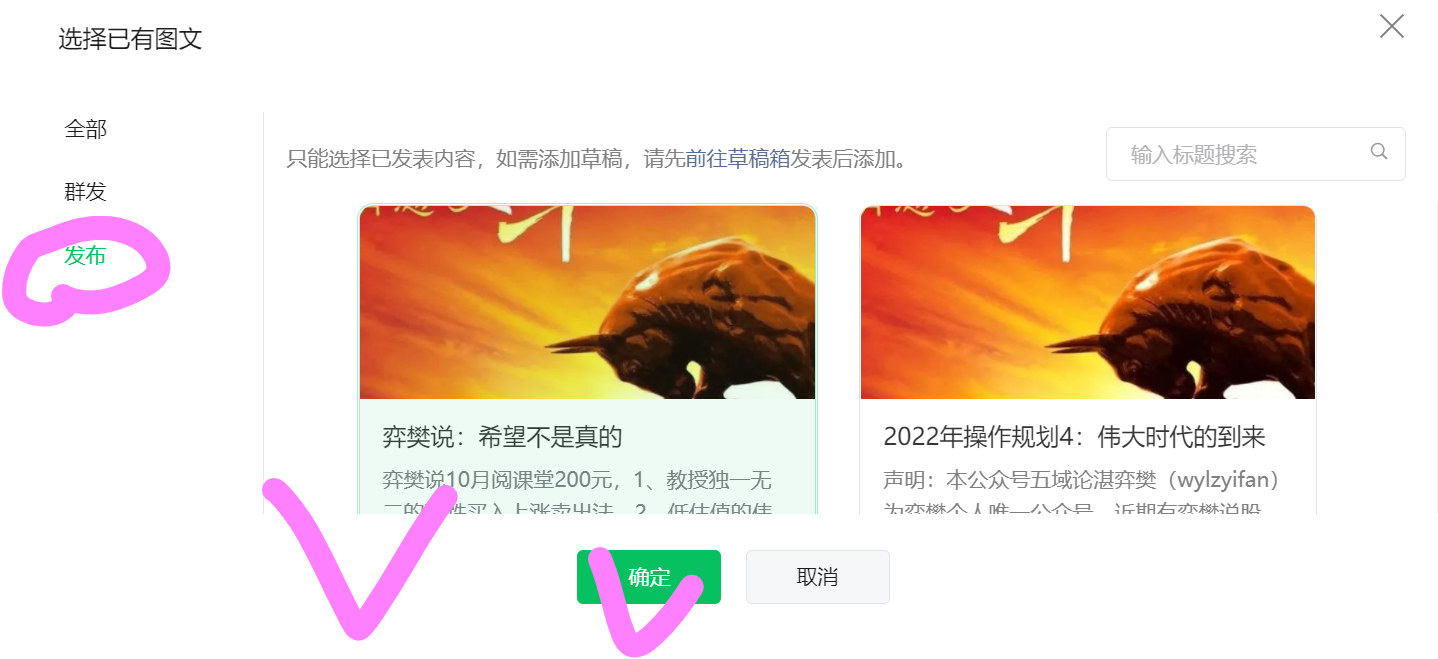 选择已有图文
全部
群发
发布
只能选择已发表内容，如需添加草稿，请先前往草稿箱发表后添加。
输入标题搜索
弈樊说：希望不是真的
弈樊说10月阅课堂200元，1、教授独一无
2022年操作规划4：伟大时代的到来
声明：本公众号五域论湛弈樊（wylzyifan）
为弈樊个人唯一公众号，近期有弈樊说股
确定
取消